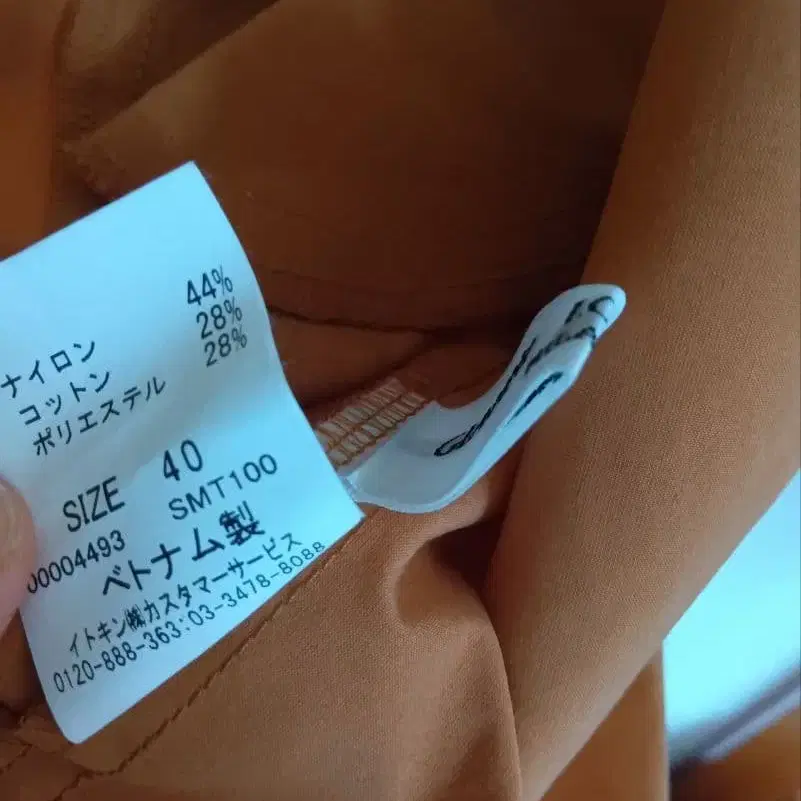 ナイロン 44%
コットン 28%
ポリエステル 28%
SIZE 40
00004493 SMT100
ベトナム製
イトキン㈱カスタマーサービス
0120-888-363:03-3478-8088